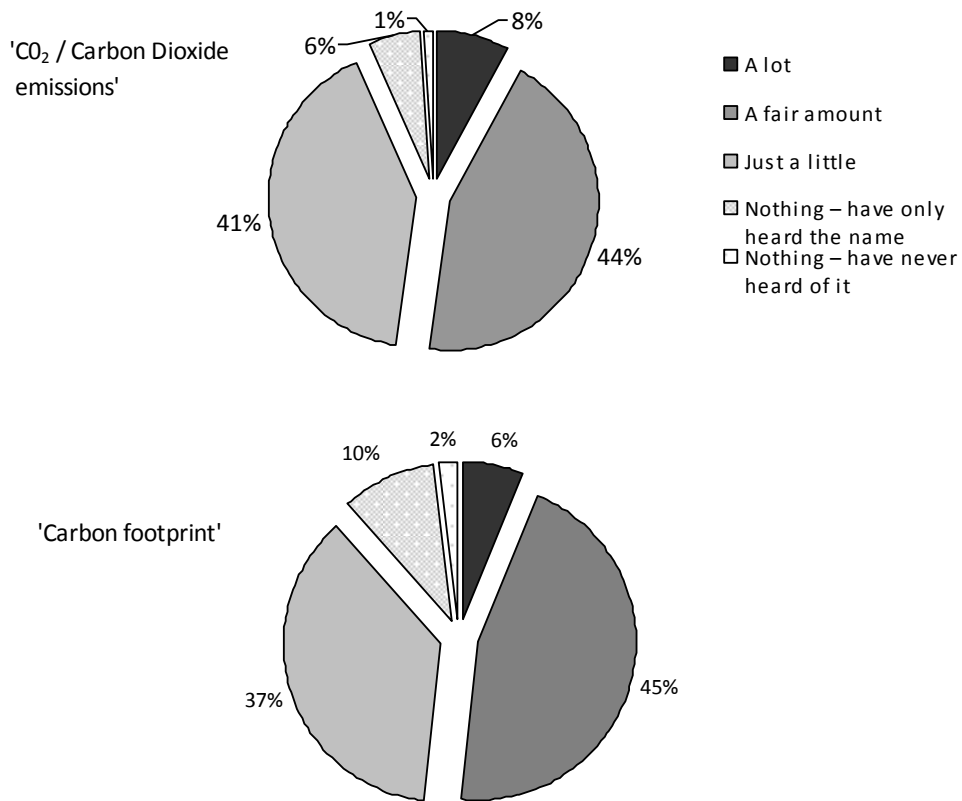 1%
8%
6%
'C0₂ / Carbon Dioxide
emissions'
A lot
A fair amount
Just a little
Nothing – have only
heard the name
Nothing – have never
heard of it
41%
44%
10%
2%
6%
'Carbon footprint'
37%
45%